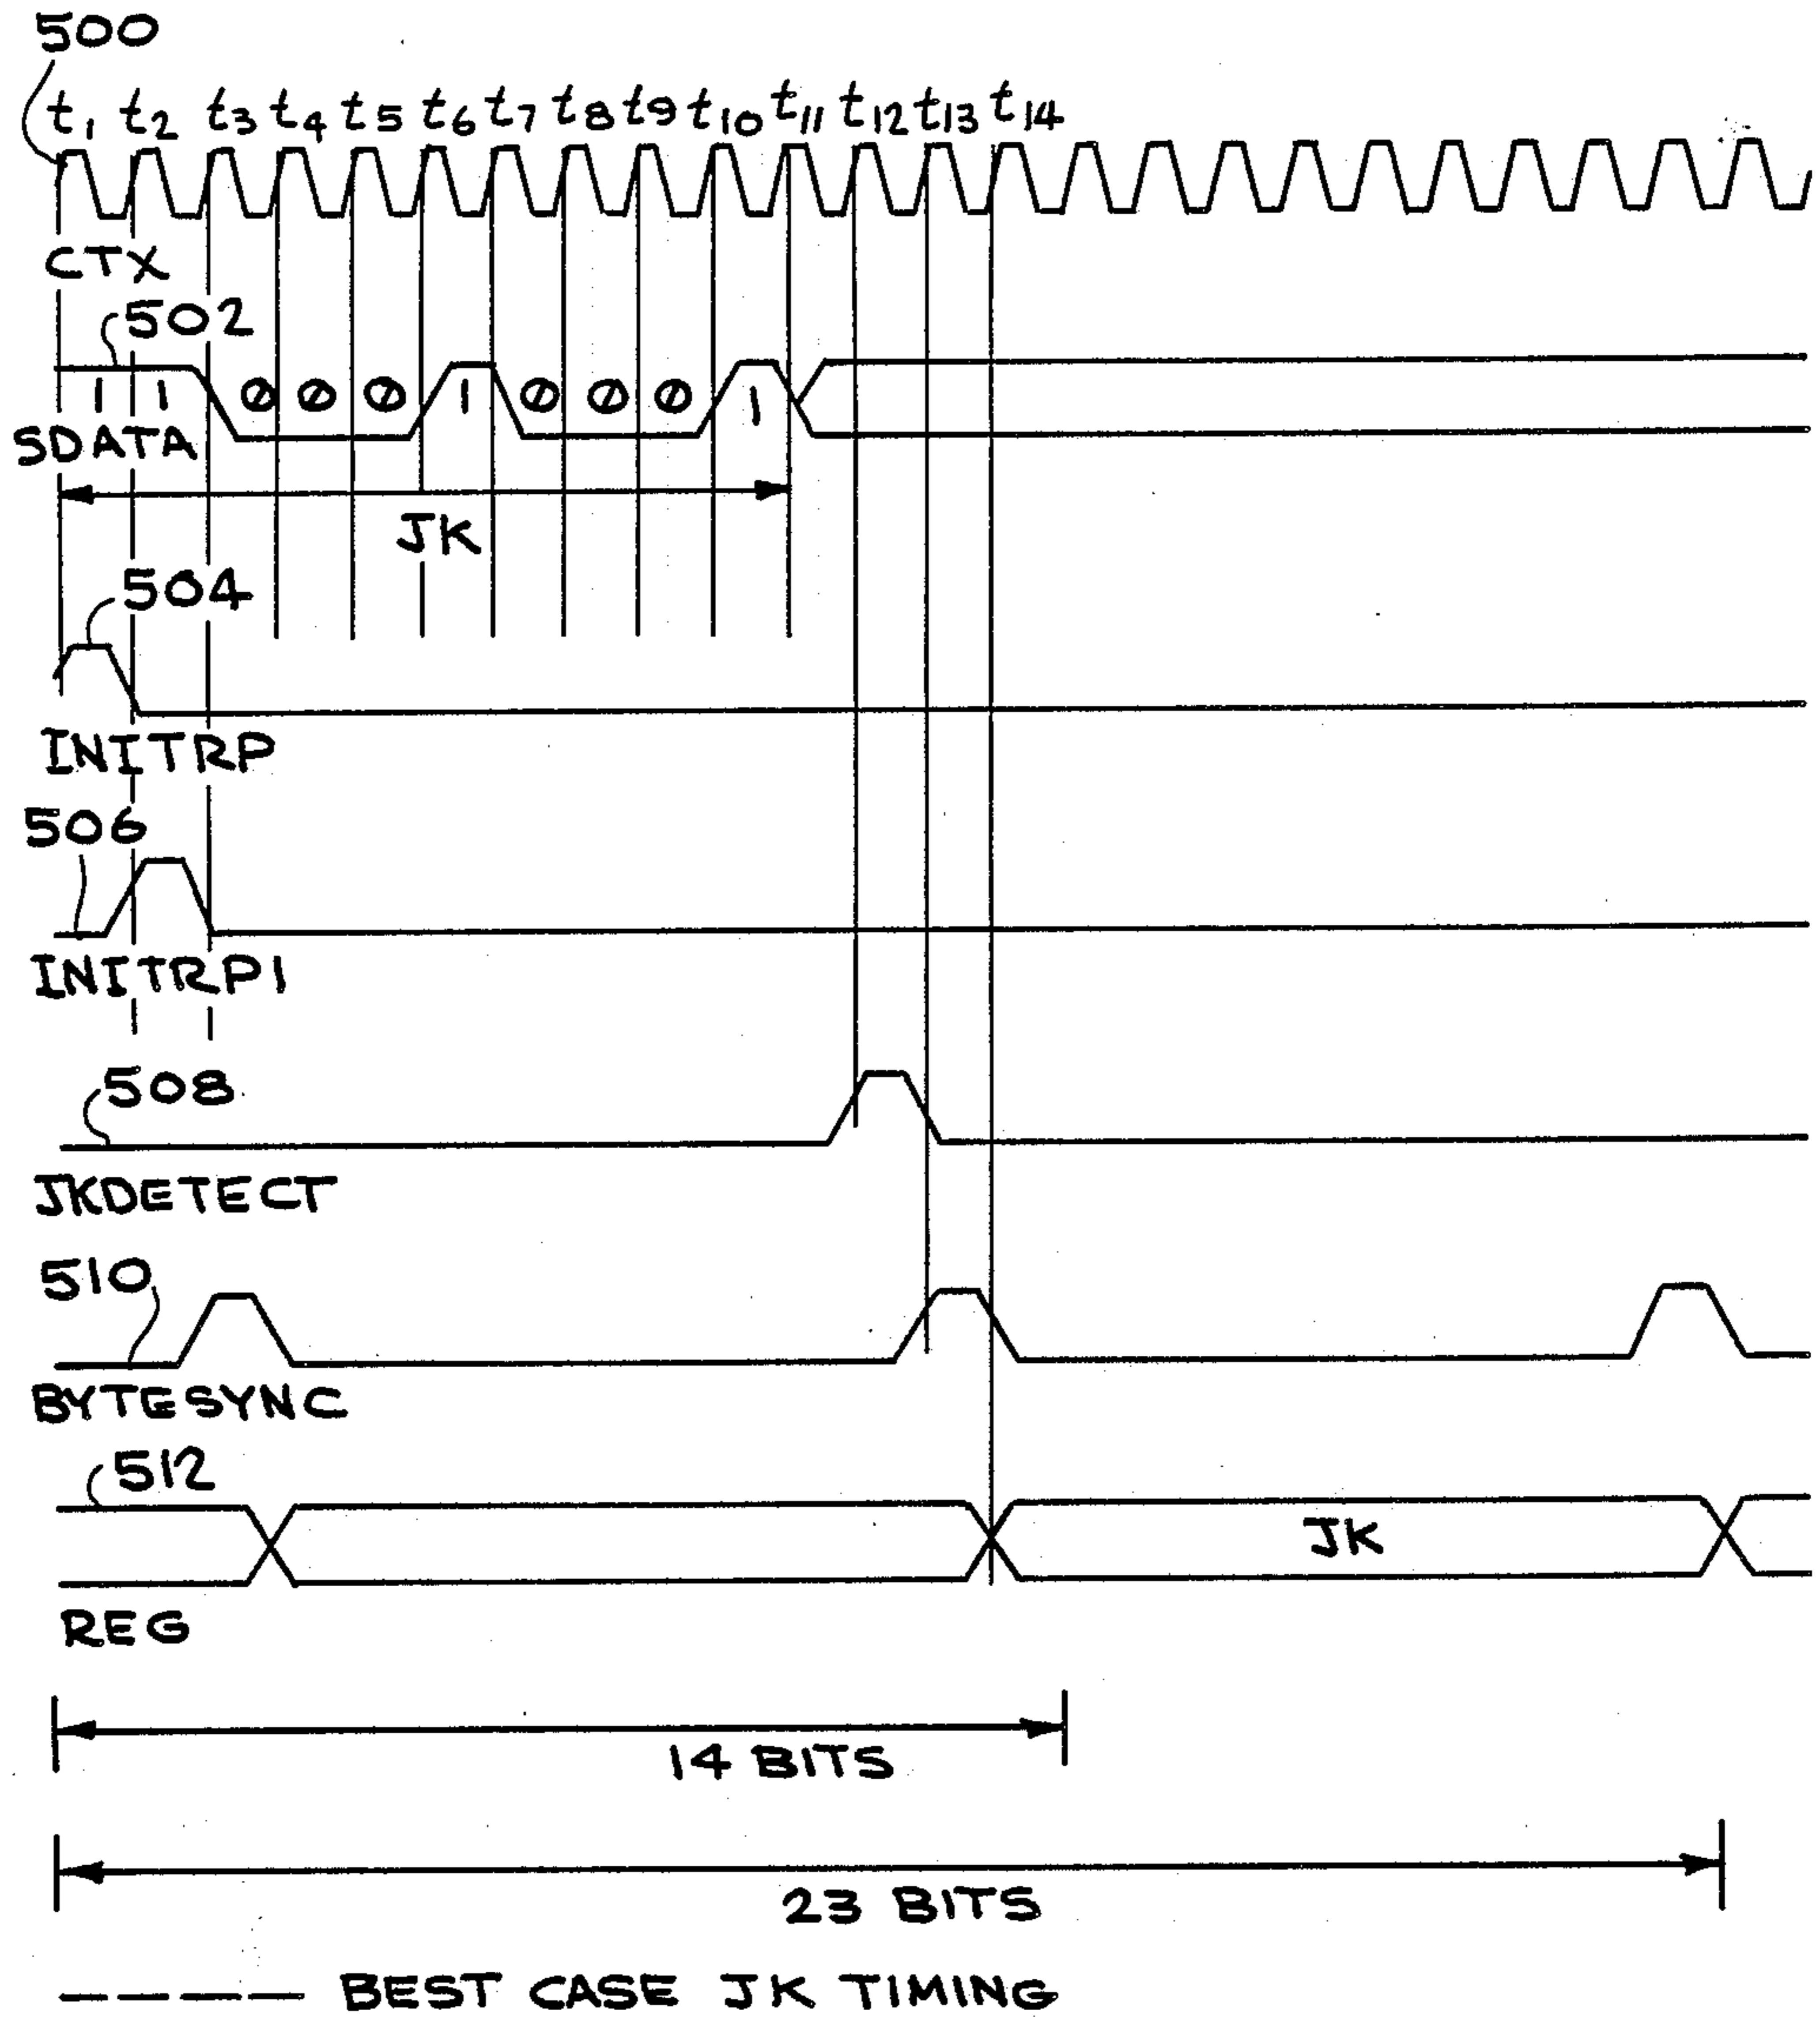 500
t1 t2 t3 t4 t5 t6 t7 t8 t9 t10 t11 t12 t13 t14
CTX
502
1 1 0 0 0 1 0 0 0 1
SDATA
JK
504
INITRP
506
INITRP1
508
JKDETECT
510
BYTESYNC
512
JK
REG
14 BITS
23 BITS
BEST CASE JK TIMING